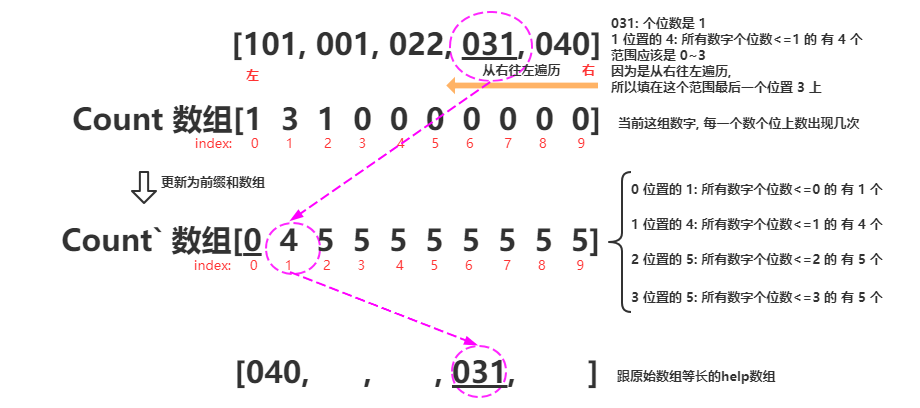 [101, 001, 022, 031, 040]
031: 个位数是 1
1 位置的 4: 所有数字个位数<=1 的 有 4 个
范围应该是 0~3
因为是从右往左遍历,
所以填在这个范围最后一个位置 3 上
左
从右往左遍历
右
Count 数组[1 3 1 0 0 0 0 0 0 0]
当前这组数字, 每一个数个位上数出现几次
index: 0 1 2 3 4 5 6 7 8 9
更新为前缀和数组
0 位置的 1: 所有数字个位数<=0 的 有 1 个
1 位置的 4: 所有数字个位数<=1 的 有 4 个
Count` 数组[0 4 5 5 5 5 5 5 5 5]
2 位置的 5: 所有数字个位数<=2 的 有 5 个
index: 0 1 2 3 4 5 6 7 8 9
3 位置的 5: 所有数字个位数<=3 的 有 5 个
[040, , , 031, ]
跟原始数组等长的help数组